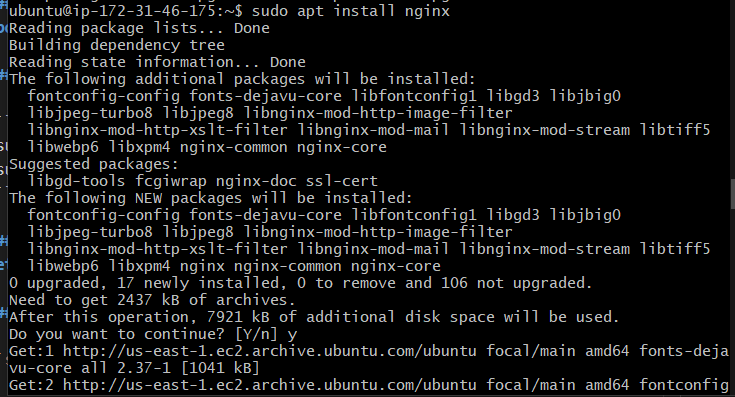 ubuntu@ip-172-31-46-175:~$ sudo apt install nginx
Reading package lists... Done
Building dependency tree
Reading state information... Done
The following additional packages will be installed:
  fontconfig-config fonts-dejavu-core libfontconfig1 libgd3 libjbig0
  libjpeg-turbo8 libjpeg8 libnginx-mod-http-image-filter
  libnginx-mod-http-xslt-filter libnginx-mod-mail libnginx-mod-stream libtiff5
  libwebp6 libxpm4 nginx-common nginx-core
Suggested packages:
  libgd-tools fcgiwrap nginx-doc ssl-cert
The following NEW packages will be installed:
  fontconfig-config fonts-dejavu-core libfontconfig1 libgd3 libjbig0
  libjpeg-turbo8 libjpeg8 libnginx-mod-http-image-filter
  libnginx-mod-http-xslt-filter libnginx-mod-mail libnginx-mod-stream libtiff5
  libwebp6 libxpm4 nginx nginx-common nginx-core
0 upgraded, 17 newly installed, 0 to remove and 106 not upgraded.
Need to get 2437 kB of archives.
After this operation, 7921 kB of additional disk space will be used.
Do you want to continue? [Y/n] y
Get:1 http://us-east-1.ec2.archive.ubuntu.com/ubuntu focal/main amd64 fonts-deja
vu-core all 2.37-1 [1041 kB]
Get:2 http://us-east-1.ec2.archive.ubuntu.com/ubuntu focal/main amd64 fontconfig